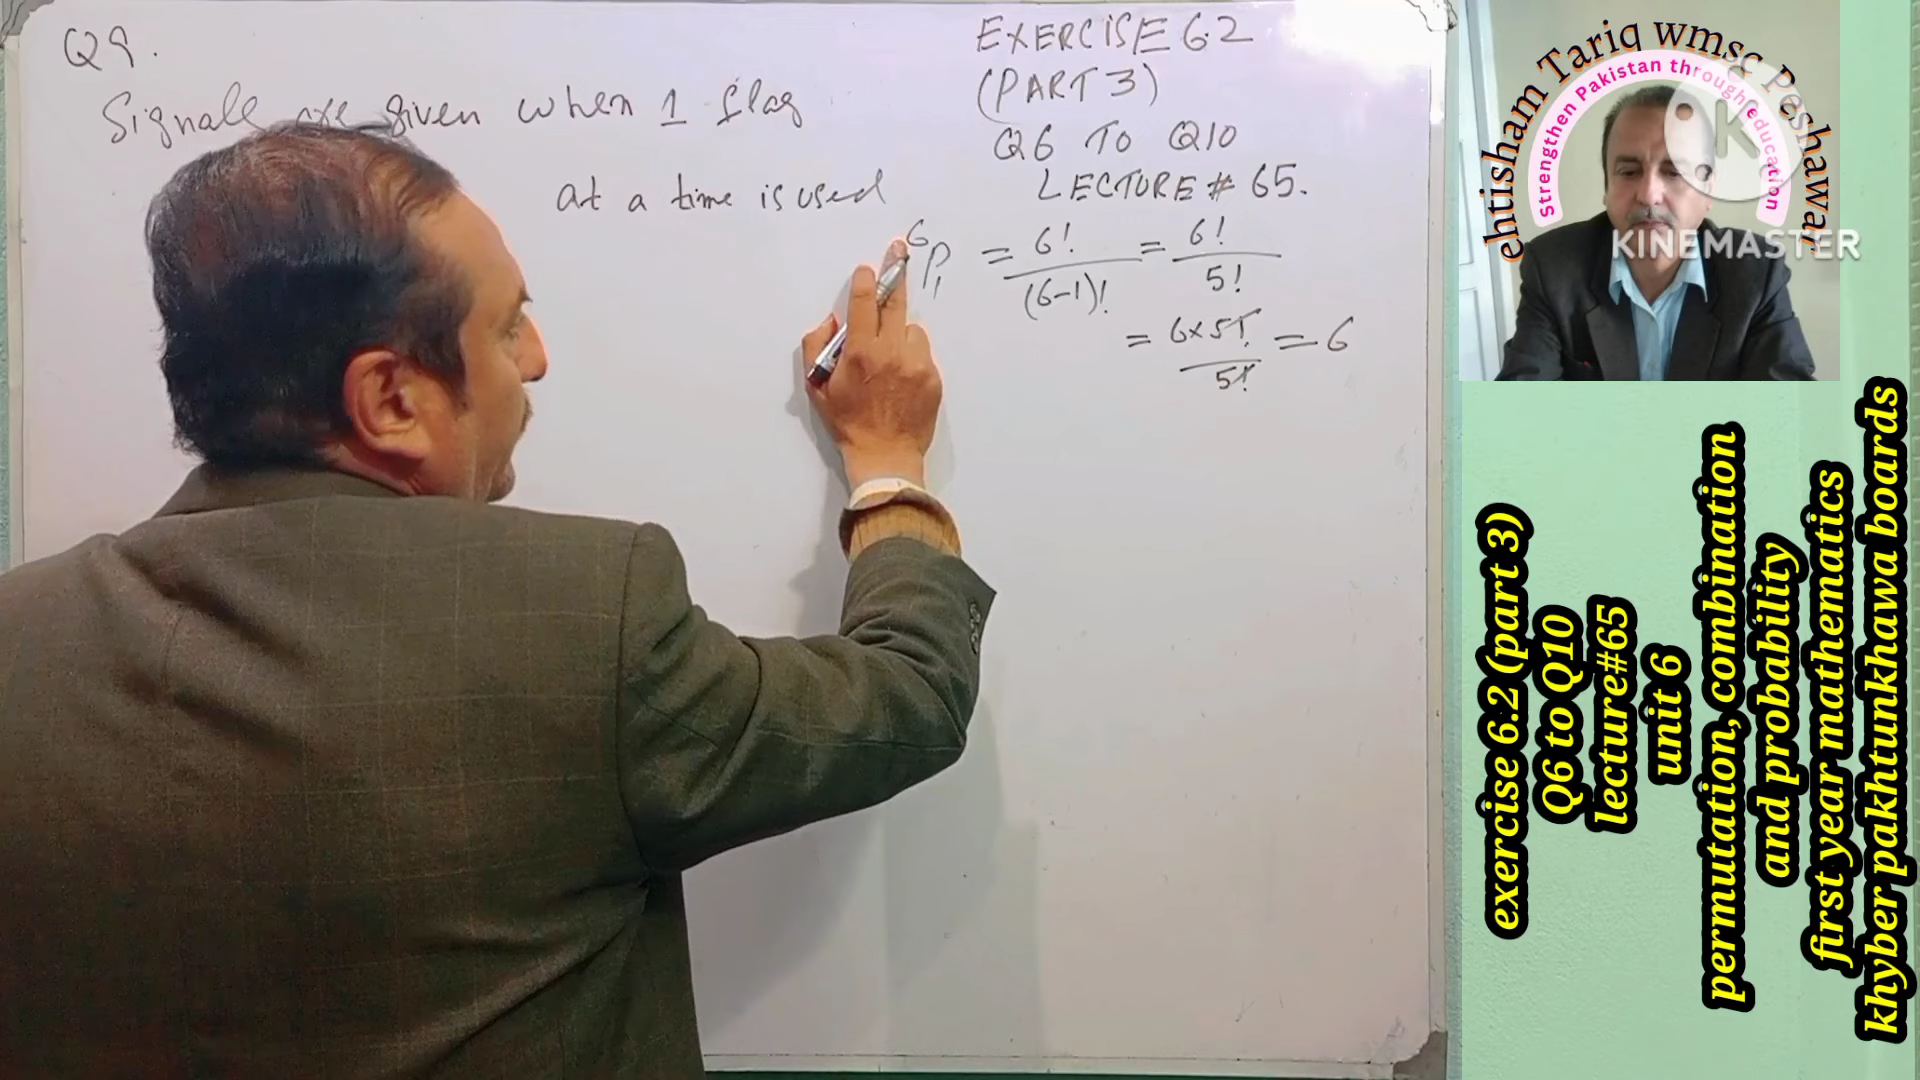 Q9.
Signals are given when 1 flag
at a time is used
EXERCISE 6.2
(PART 3)
Q6 TO Q10
LECTURE # 65.
⁶P₁ = 6! / (6-1)! = 6! / 5!
= 6×5! / 5! = 6
ehtisham Tariq wmsg Peshawar
Strengthen Pakistan through education
K
KINEMASTER
exercise 6.2 (part 3)
Q6 to Q10
lecture#65
unit 6
permutation, combination
and probability
first year mathematics
khyber pakhtunkhawa boards